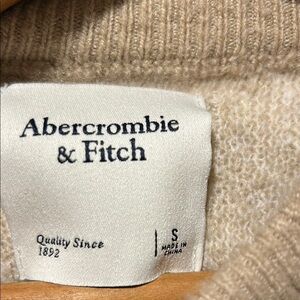 Abercrombie
& Fitch
Quality Since
1892
S
MADE IN
CHINA